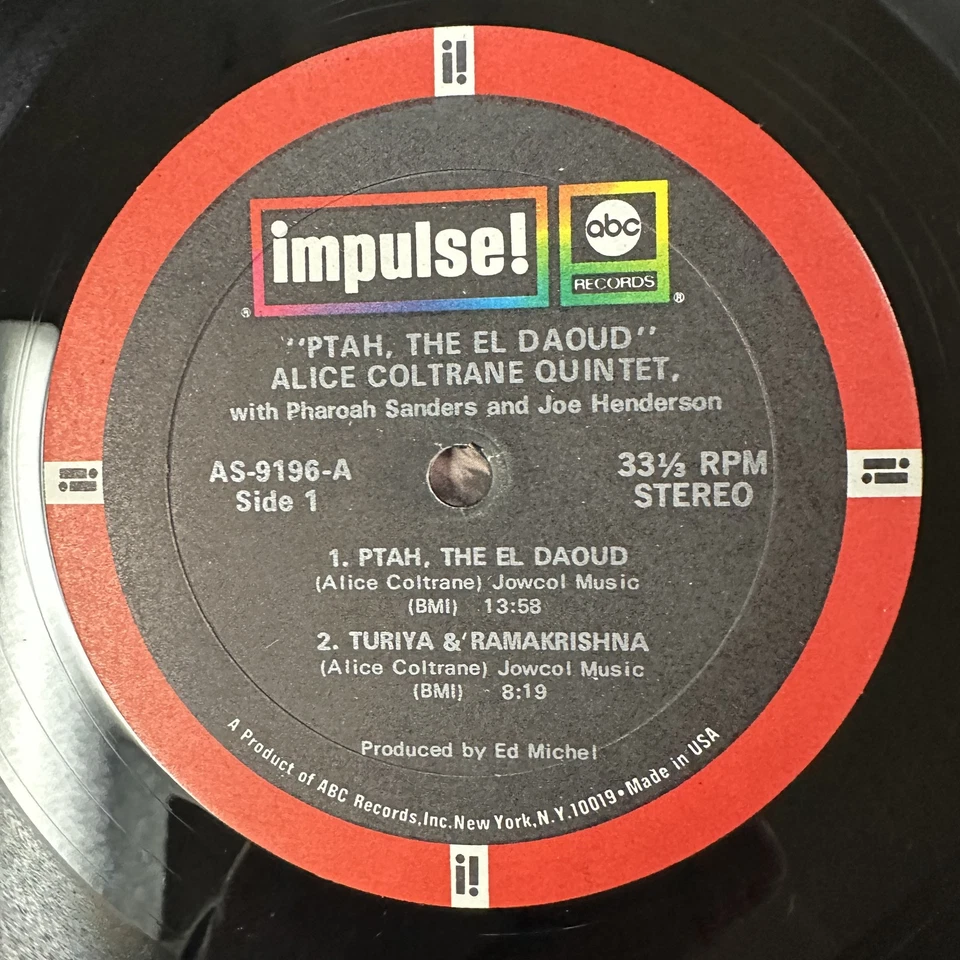 i!
impulse!®
abc
RECORDS®
"PTAH, THE EL DAOUD"
ALICE COLTRANE QUINTET,
with Pharoah Sanders and Joe Henderson
AS-9196-A
Side 1
33⅓ RPM
STEREO
i!
i!
1. PTAH, THE EL DAOUD
(Alice Coltrane) Jowcol Music
(BMI) 13:58
2. TURIYA & RAMAKRISHNA
(Alice Coltrane) Jowcol Music
(BMI) 8:19
Produced by Ed Michel
A Product of ABC Records,Inc.New York,N.Y.10019•Made in USA
i!